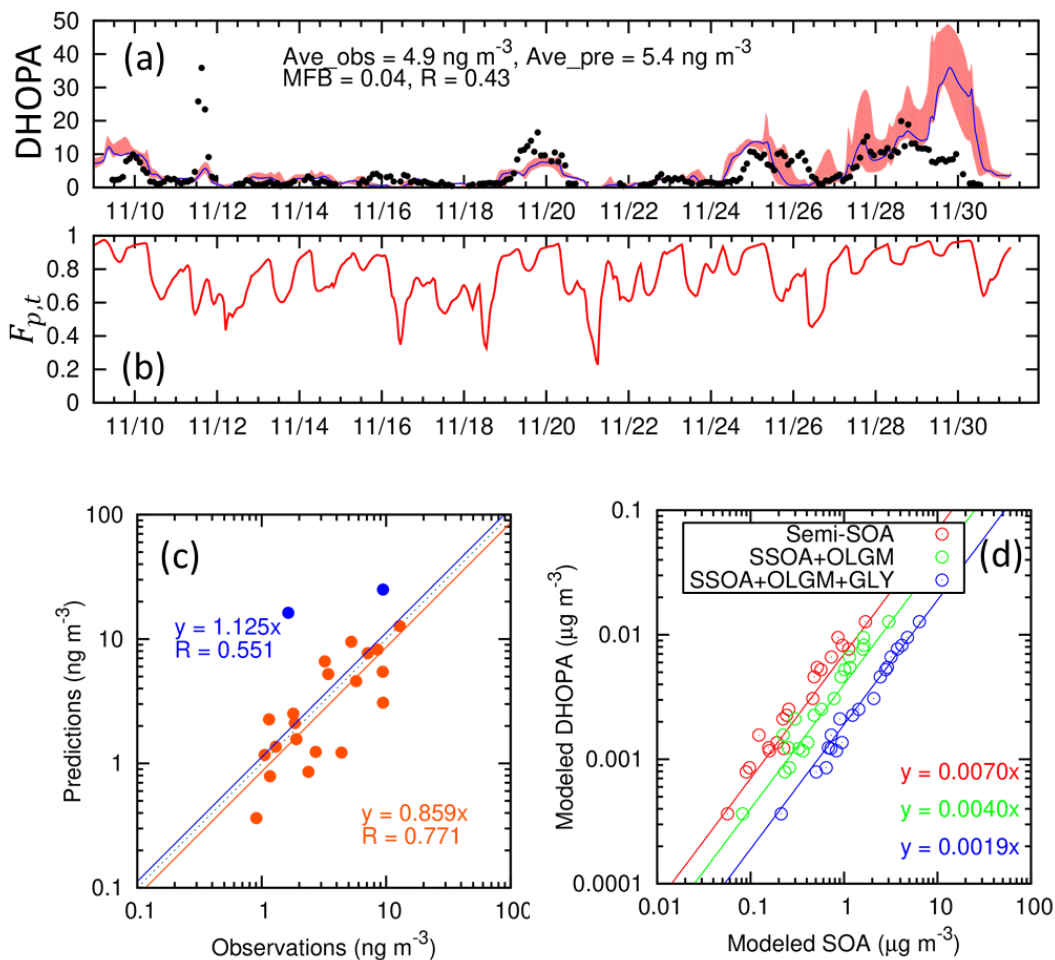 (a)
DHOPA
50
40
30
20
10
0
Ave_obs = 4.9 ng m⁻³, Ave_pre = 5.4 ng m⁻³
MFB = 0.04, R = 0.43
11/10 11/12 11/14 11/16 11/18 11/20 11/22 11/24 11/26 11/28 11/30
(b)
F_{p,t}
1
0.8
0.6
0.4
0.2
0
11/10 11/12 11/14 11/16 11/18 11/20 11/22 11/24 11/26 11/28 11/30
(c)
Predictions (ng m⁻³)
100
10
1
0.1
y = 1.125x
R = 0.551
y = 0.859x
R = 0.771
0.1 1 10 100
Observations (ng m⁻³)
(d)
Modeled DHOPA (μg m⁻³)
0.1
0.01
0.001
0.0001
Semi-SOA
SSOA+OLGM
SSOA+OLGM+GLY
y = 0.0070x
y = 0.0040x
y = 0.0019x
0.01 0.1 1 10 100
Modeled SOA (μg m⁻³)